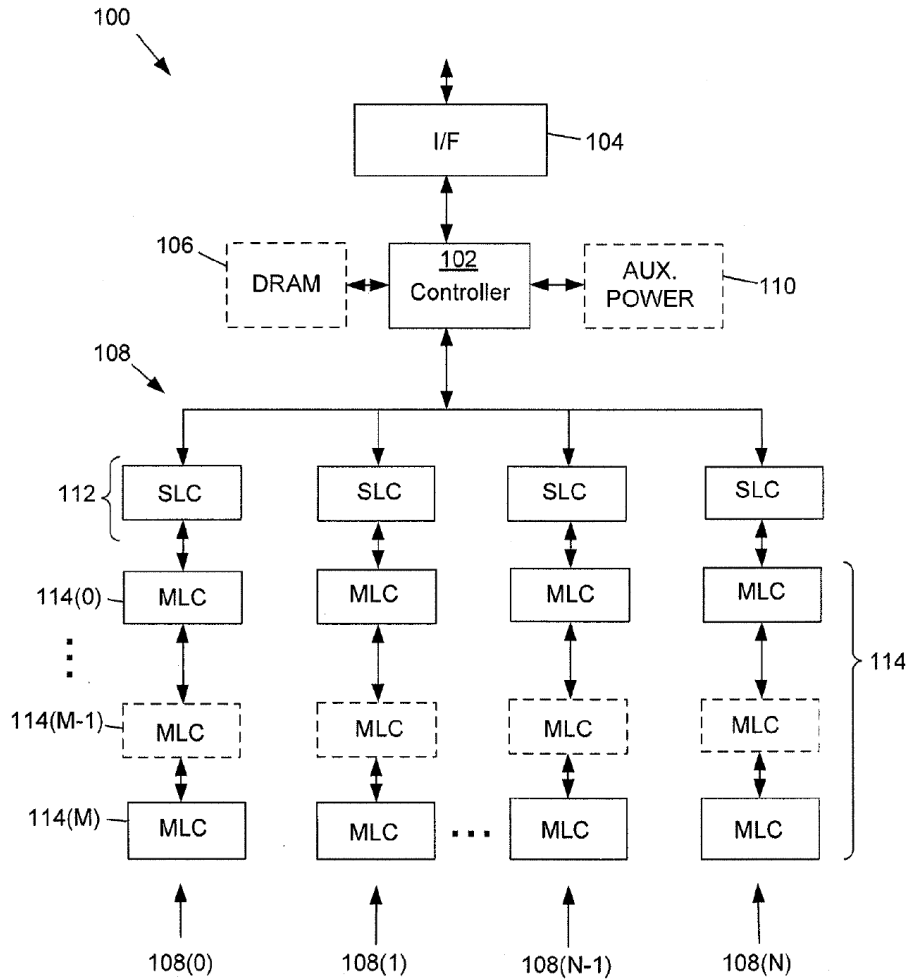 100
I/F
104
106
DRAM
102
Controller
AUX.
POWER
110
108
112
SLC
SLC
SLC
SLC
114(0)
MLC
MLC
MLC
MLC
114
114(M-1)
MLC
MLC
MLC
MLC
114(M)
MLC
MLC
MLC
MLC
108(0)
108(1)
108(N-1)
108(N)